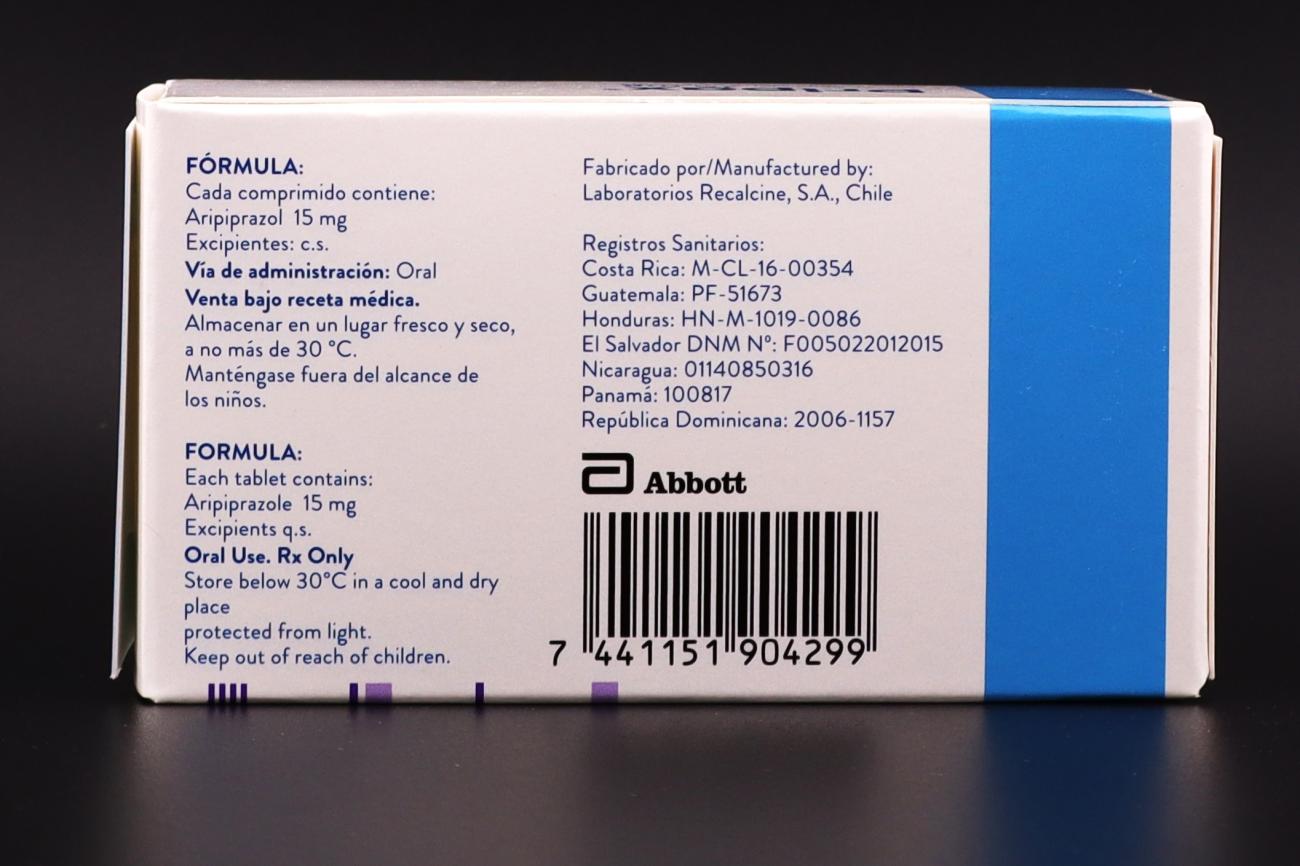 FÓRMULA:
Cada comprimido contiene:
Aripiprazol 15 mg
Excipientes: c.s.
Vía de administración: Oral
Venta bajo receta médica.
Almacenar en un lugar fresco y seco,
a no más de 30 °C.
Manténgase fuera del alcance de
los niños.
FORMULA:
Each tablet contains:
Aripiprazole 15 mg
Excipients q.s.
Oral Use. Rx Only
Store below 30°C in a cool and dry
place
protected from light.
Keep out of reach of children.
Fabricado por/Manufactured by:
Laboratorios Recalcine, S.A., Chile
Registros Sanitarios:
Costa Rica: M-CL-16-00354
Guatemala: PF-51673
Honduras: HN-M-1019-0086
El Salvador DNM Nº: F005022012015
Nicaragua: 01140850316
Panamá: 100817
República Dominicana: 2006-1157
Abbott
7 441151 904299